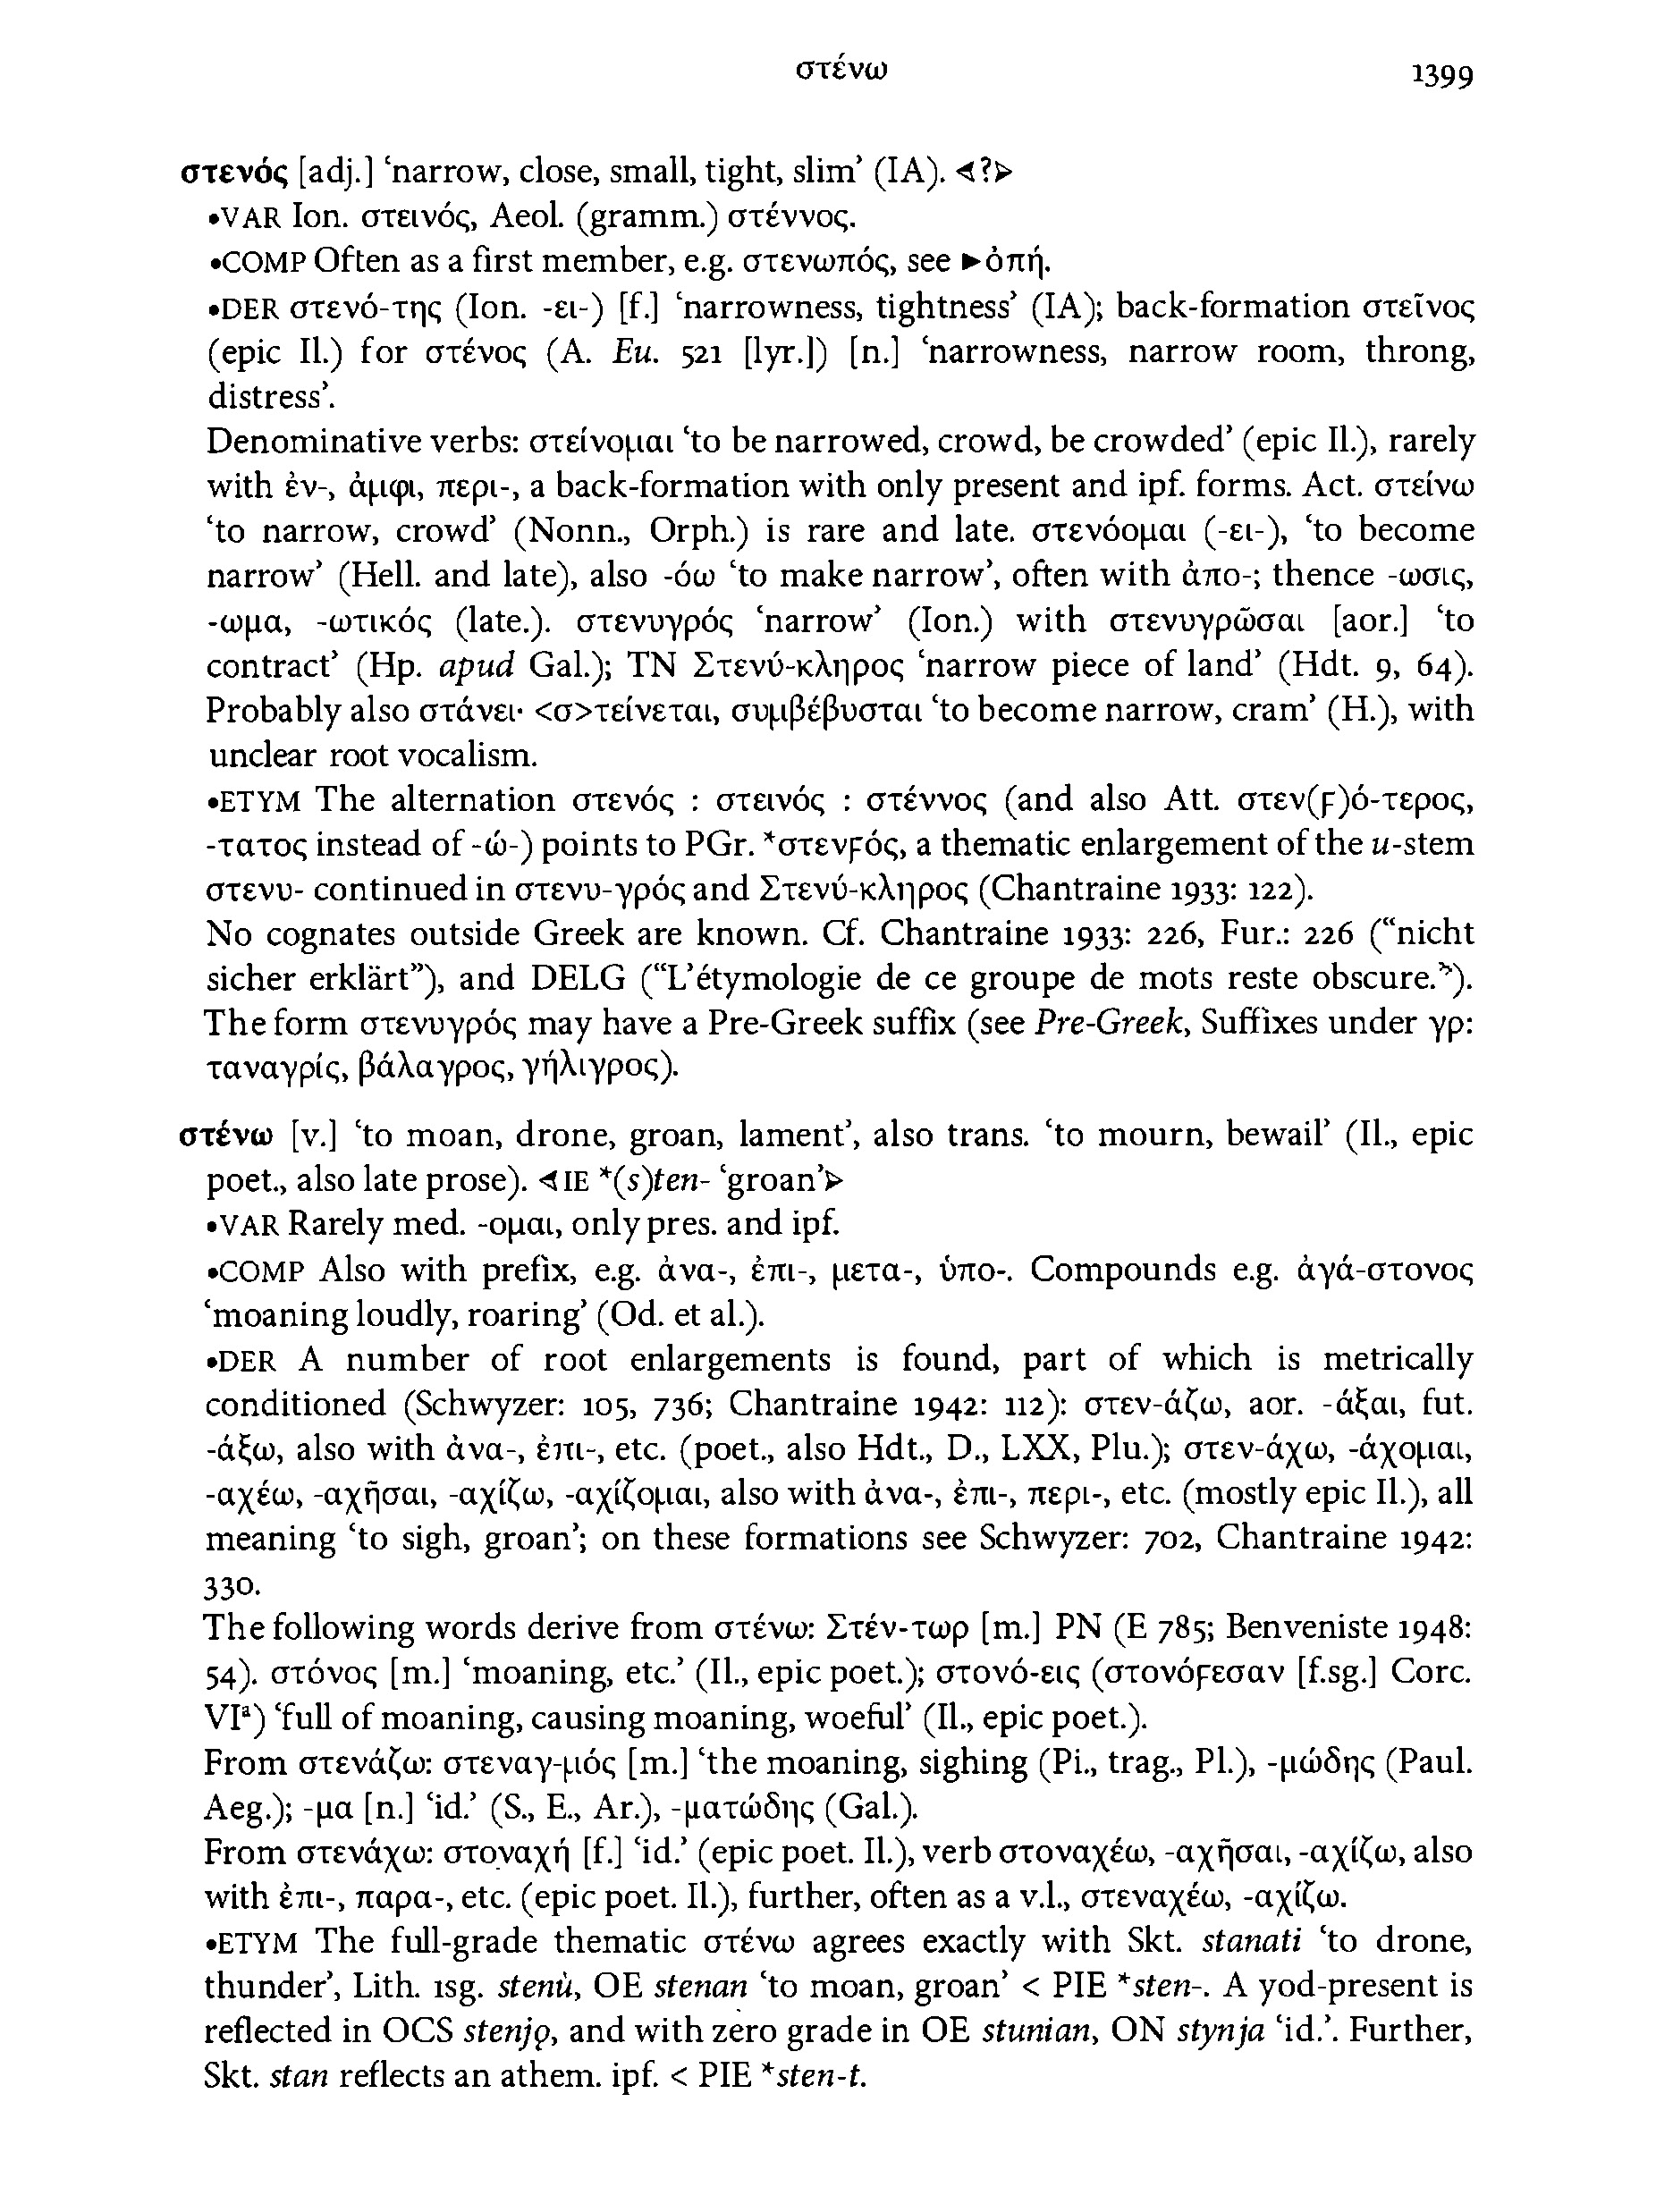 στένω 1399
στενός [adj.] ‘narrow, close, small, tight, slim’ (IA). ⊲?⊳
•VAR Ion. στεινός, Aeol. (gramm.) στέννος.
•COMP Often as a first member, e.g. στενωπός, see ►ὀπή.
•DER στενό-της (Ion. -ει-) [f.] ‘narrowness, tightness’ (IA); back-formation στεῖνος
(epic Il.) for στένος (A. Eu. 521 [lyr.]) [n.] ‘narrowness, narrow room, throng,
distress’.
Denominative verbs: στείνομαι ‘to be narrowed, crowd, be crowded’ (epic Il.), rarely
with ἐν-, ἀμφι, περι-, a back-formation with only present and ipf. forms. Act. στείνω
‘to narrow, crowd’ (Nonn., Orph.) is rare and late. στενόομαι (-ει-), ‘to become
narrow’ (Hell. and late), also -όω ‘to make narrow’, often with ἀπο-; thence -ωσις,
-ωμα, -ωτικός (late.). στενυγρός ‘narrow’ (Ion.) with στενυγρῶσαι [aor.] ‘to
contract’ (Hp. apud Gal.); TN Στενύ-κληρος ‘narrow piece of land’ (Hdt. 9, 64).
Probably also στάνει· <σ>τείνεται, συμβέβυσται ‘to become narrow, cram’ (H.), with
unclear root vocalism.
•ETYM The alternation στενός : στεινός : στέννος (and also Att. στεν(ϝ)ό-τερος,
-τατος instead of -ώ-) points to PGr. *στενϝός, a thematic enlargement of the u-stem
στενυ- continued in στενυ-γρός and Στενύ-κληρος (Chantraine 1933: 122).
No cognates outside Greek are known. Cf. Chantraine 1933: 226, Fur.: 226 (“nicht
sicher erklärt”), and DELG (“L’étymologie de ce groupe de mots reste obscure.”).
The form στενυγρός may have a Pre-Greek suffix (see Pre-Greek, Suffixes under γρ:
ταναγρίς, βάλαγρος, γήλιγρος).
στένω [v.] ‘to moan, drone, groan, lament’, also trans. ‘to mourn, bewail’ (Il., epic
poet., also late prose). ⊲IE *(s)ten- ‘groan’⊳
•VAR Rarely med. -ομαι, only pres. and ipf.
•COMP Also with prefix, e.g. ἀνα-, ἐπι-, μετα-, ὑπο-. Compounds e.g. ἀγά-στονος
‘moaning loudly, roaring’ (Od. et al.).
•DER A number of root enlargements is found, part of which is metrically
conditioned (Schwyzer: 105, 736; Chantraine 1942: 112): στεν-άζω, aor. -άξαι, fut.
-άξω, also with ἀνα-, ἐπι-, etc. (poet., also Hdt., D., LXX, Plu.); στεν-άχω, -άχομαι,
-αχέω, -αχῆσαι, -αχίζω, -αχίζομαι, also with ἀνα-, ἐπι-, περι-, etc. (mostly epic Il.), all
meaning ‘to sigh, groan’; on these formations see Schwyzer: 702, Chantraine 1942:
330.
The following words derive from στένω: Στέν-τωρ [m.] PN (E 785; Benveniste 1948:
54). στόνος [m.] ‘moaning, etc.’ (Il., epic poet.); στονό-εις (στονόϝεσαν [f.sg.] Corc.
VIᵃ) ‘full of moaning, causing moaning, woeful’ (Il., epic poet.).
From στενάζω: στεναγ-μός [m.] ‘the moaning, sighing (Pi., trag., Pl.), -μώδης (Paul.
Aeg.); -μα [n.] ‘id.’ (S., E., Ar.), -ματώδης (Gal.).
From στενάχω: στοναχή [f.] ‘id.’ (epic poet. Il.), verb στοναχέω, -αχῆσαι, -αχίζω, also
with ἐπι-, παρα-, etc. (epic poet. Il.), further, often as a v.l., στεναχέω, -αχίζω.
•ETYM The full-grade thematic στένω agrees exactly with Skt. stanati ‘to drone,
thunder’, Lith. 1sg. stenù, OE stenan ‘to moan, groan’ < PIE *sten-. A yod-present is
reflected in OCS stenjǫ, and with zero grade in OE stunian, ON stynja ‘id.’. Further,
Skt. stan reflects an athem. ipf. < PIE *sten-t.